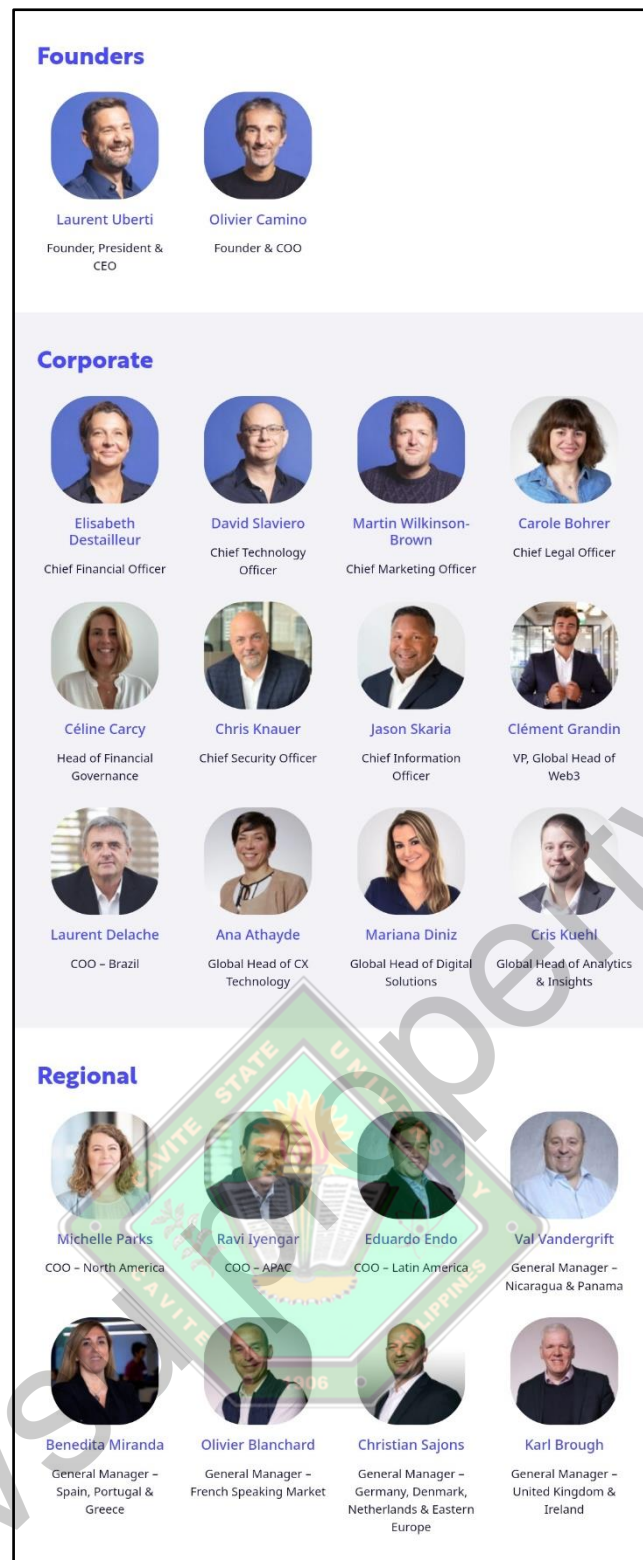 Founders
Laurent Uberti
Olivier Camino
Founder, President &
CEO
Founder & COO
Corporate
Elisabeth
Destailleur
Chief Financial Officer
David Slaviero
Chief Technology
Officer
Martin Wilkinson-
Brown
Chief Marketing Officer
Carole Bohrer
Chief Legal Officer
Céline Carcy
Head of Financial
Governance
Chris Knauer
Chief Security Officer
Jason Skaria
Chief Information
Officer
Clément Grandin
VP, Global Head of
Web3
Laurent Delache
COO – Brazil
Ana Athayde
Global Head of CX
Technology
Mariana Diniz
Global Head of Digital
Solutions
Cris Kuehl
Global Head of Analytics
& Insights
Regional
Michelle Parks
COO – North America
Ravi Iyengar
COO – APAC
Eduardo Endo
COO – Latin America
Val Vandergrift
General Manager –
Nicaragua & Panama
Benedita Miranda
General Manager –
Spain, Portugal &
Greece
Olivier Blanchard
General Manager –
French Speaking Market
Christian Sajons
General Manager –
Germany, Denmark,
Netherlands & Eastern
Europe
Karl Brough
General Manager –
United Kingdom &
Ireland
CAVITE STATE UNIVERSITY
CAVITE
1906